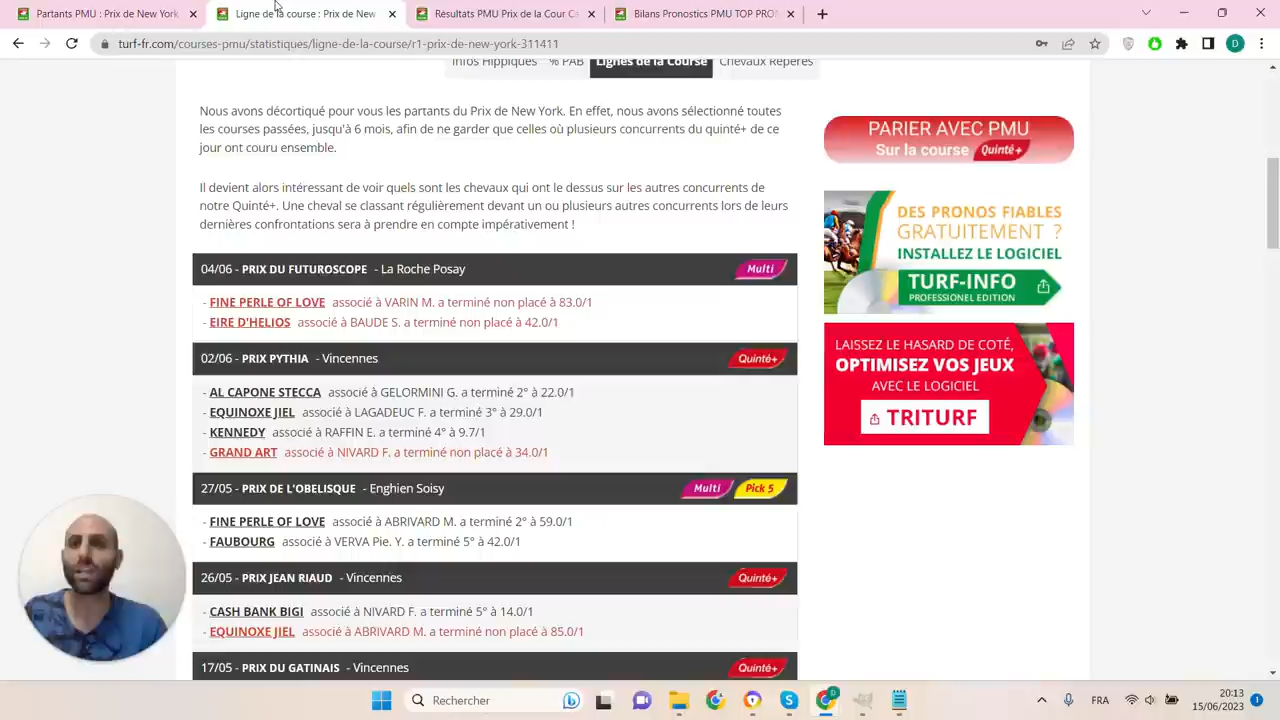 Partants du Prix de New York
Ligne de la course : Prix de New
Résultats PMU de la Jour C
Bilans Pronostics PMU TOP PRO
turf-fr.com/courses-pmu/statistiques/ligne-de-la-course/r1-prix-de-new-york-311411
D
Infos Hippiques
% PAB
Lignes de la Course
Chevaux Repères
Nous avons décortiqué pour vous les partants du Prix de New York. En effet, nous avons sélectionné toutes
les courses passées, jusqu'à 6 mois, afin de ne garder que celles où plusieurs concurrents du quinté+ de ce
jour ont couru ensemble.
Il devient alors intéressant de voir quels sont les chevaux qui ont le dessus sur les autres concurrents de
notre Quinté+. Une cheval se classant régulièrement devant un ou plusieurs autres concurrents lors de leurs
dernières confrontations sera à prendre en compte impérativement !
PARIER AVEC PMU
Sur la course Quinté+
DES PRONOS FIABLES
GRATUITEMENT ?
INSTALLEZ LE LOGICIEL
TURF-INFO
PROFESSIONEL EDITION
LAISSEZ LE HASARD DE COTÉ,
OPTIMISEZ VOS JEUX
AVEC LE LOGICIEL
TRITURF
04/06 - PRIX DU FUTUROSCOPE - La Roche Posay Multi
- FINE PERLE OF LOVE associé à VARIN M. a terminé non placé à 83.0/1
- EIRE D'HELIOS associé à BAUDE S. a terminé non placé à 42.0/1
02/06 - PRIX PYTHIA - Vincennes Quinté+
- AL CAPONE STECCA associé à GELORMINI G. a terminé 2° à 22.0/1
- EQUINOXE JIEL associé à LAGADEUC F. a terminé 3° à 29.0/1
- KENNEDY associé à RAFFIN E. a terminé 4° à 9.7/1
- GRAND ART associé à NIVARD F. a terminé non placé à 34.0/1
27/05 - PRIX DE L'OBELISQUE - Enghien Soisy Multi Pick 5
- FINE PERLE OF LOVE associé à ABRIVARD M. a terminé 2° à 59.0/1
- FAUBOURG associé à VERVA Pie. Y. a terminé 5° à 42.0/1
26/05 - PRIX JEAN RIAUD - Vincennes Quinté+
- CASH BANK BIGI associé à NIVARD F. a terminé 5° à 14.0/1
- EQUINOXE JIEL associé à ABRIVARD M. a terminé non placé à 85.0/1
17/05 - PRIX DU GATINAIS - Vincennes Quinté+
Rechercher
FRA
20:13
15/06/2023